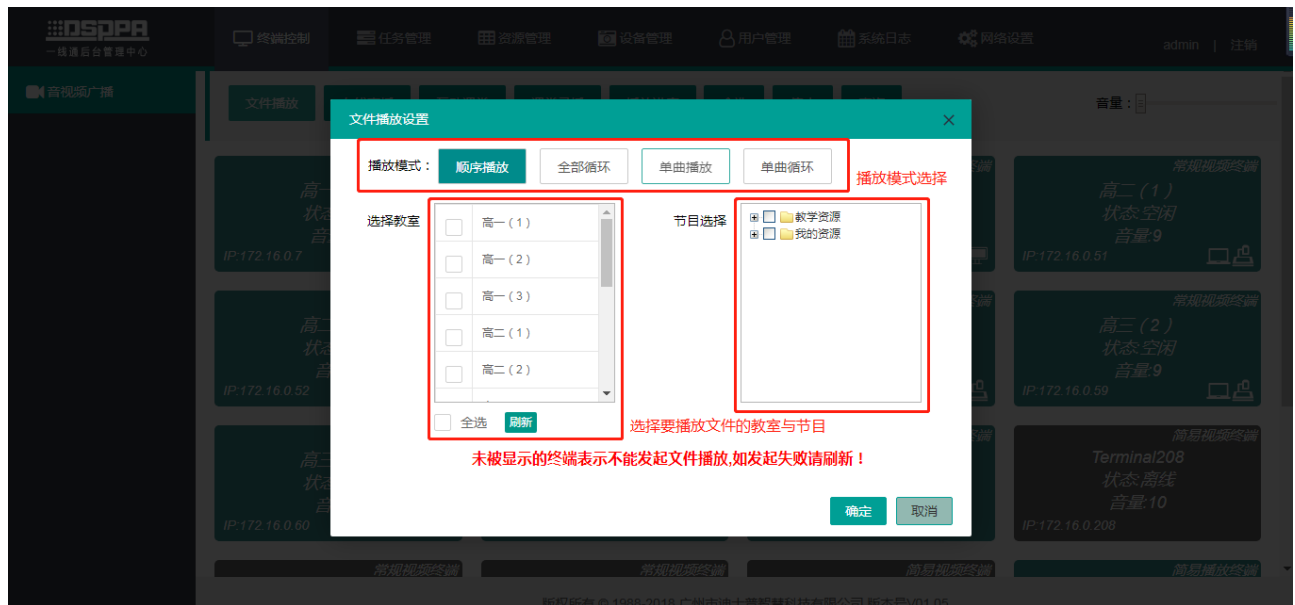 DSPPA
一线通后台管理中心
终端控制
任务管理
资源管理
设备管理
用户管理
系统日志
网络设置
admin | 注销
音视频广播
文件播放
音量：
文件播放设置
播放模式：
顺序播放
全部循环
单曲播放
单曲循环
播放模式选择
选择教室
高一（1）
高一（2）
高一（3）
高二（1）
高二（2）
全选
刷新
节目选择
教学资源
我的资源
选择要播放文件的教室与节目
未被显示的终端表示不能发起文件播放,如发起失败请刷新！
确定
取消
IP:172.16.0.7
常规视频终端
高二（1）
状态:空闲
音量:9
IP:172.16.0.51
IP:172.16.0.52
常规视频终端
高三（2）
状态:空闲
音量:9
IP:172.16.0.59
IP:172.16.0.60
简易视频终端
Terminal208
状态:离线
音量:10
IP:172.16.0.208
常规视频终端
常规视频终端
简易视频终端
简易播放终端